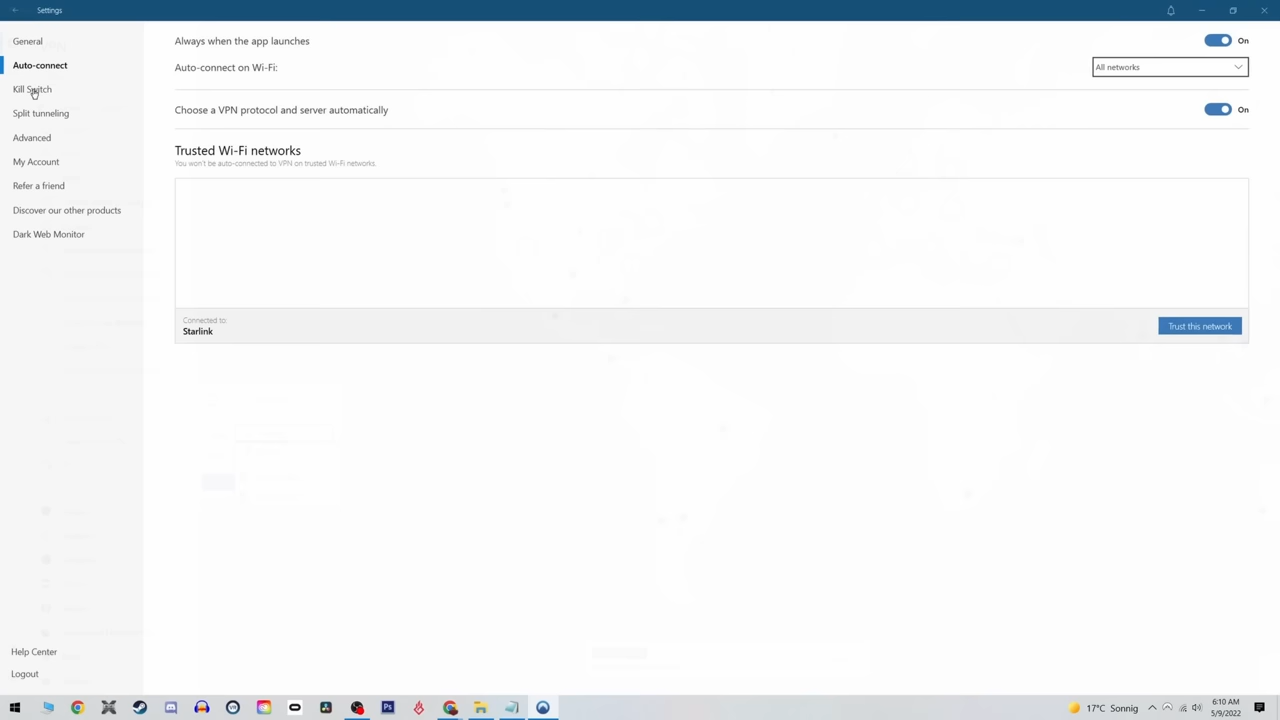 Settings
General
Auto-connect
Kill Switch
Split tunneling
Advanced
My Account
Refer a friend
Discover our other products
Dark Web Monitor
Help Center
Logout
Always when the app launches
On
Auto-connect on Wi-Fi:
All networks
Choose a VPN protocol and server automatically
On
Trusted Wi-Fi networks
You won't be auto-connected to VPN on trusted Wi-Fi networks.
Connected to:
Starlink
Trust this network
17°C Sonnig
6:10 AM
5/9/2022